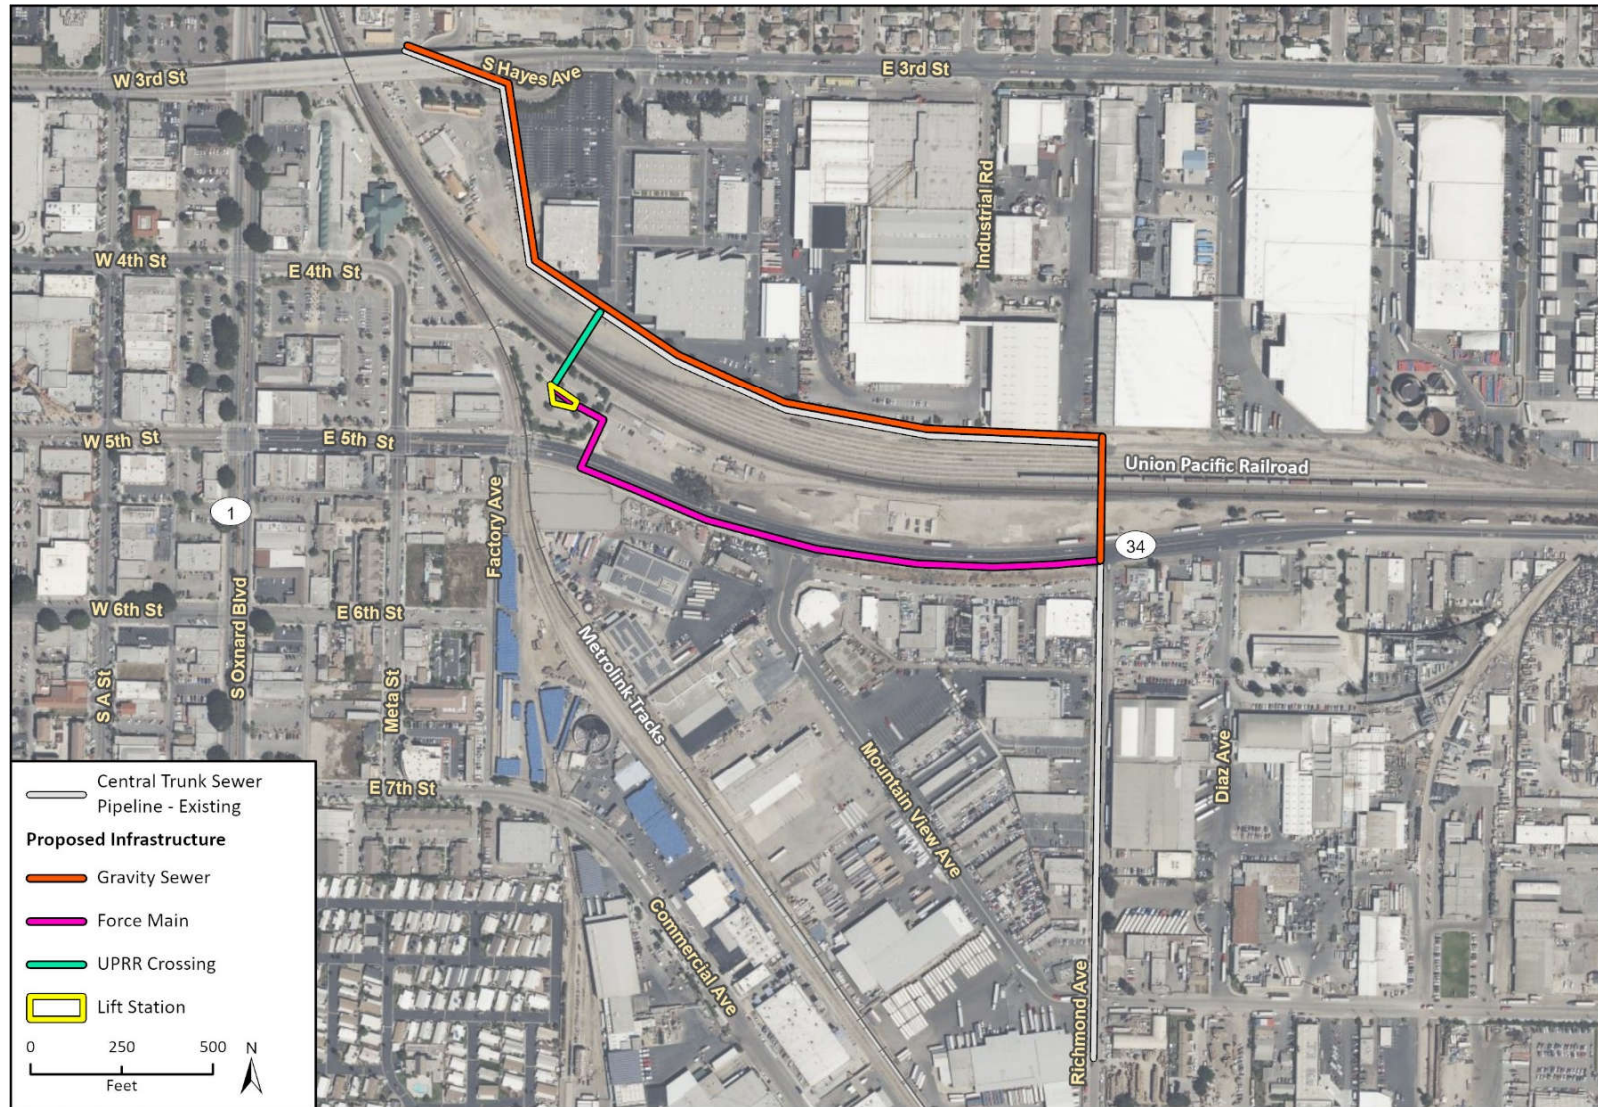 W 3rd St
S Hayes Ave
E 3rd St
Industrial Rd
W 4th St
E 4th St
W 5th St
E 5th St
Union Pacific Railroad
Factory Ave
1
34
W 6th St
E 6th St
S A St
S Oxnard Blvd
Meta St
Metrolink Tracks
Mountain View Ave
Diaz Ave
E 7th St
Commercial Ave
Richmond Ave
Central Trunk Sewer
Pipeline - Existing
Proposed Infrastructure
Gravity Sewer
Force Main
UPRR Crossing
Lift Station
0 250 500
Feet
N